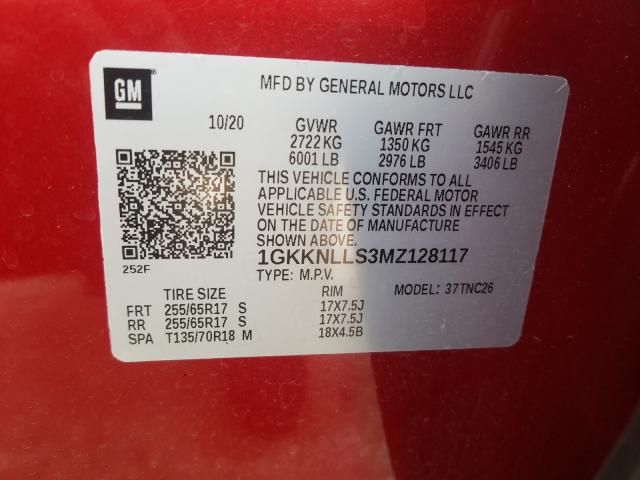 GM
MFD BY GENERAL MOTORS LLC
10/20 GVWR GAWR FRT GAWR RR
2722 KG 1350 KG 1545 KG
6001 LB 2976 LB 3406 LB
THIS VEHICLE CONFORMS TO ALL
APPLICABLE U.S. FEDERAL MOTOR
VEHICLE SAFETY STANDARDS IN EFFECT
ON THE DATE OF MANUFACTURE
SHOWN ABOVE.
1GKKNLLS3MZ128117
252F
TYPE: M.P.V. MODEL: 37TNC26
TIRE SIZE RIM
FRT 255/65R17 S 17X7.5J
RR 255/65R17 S 17X7.5J
SPA T135/70R18 M 18X4.5B